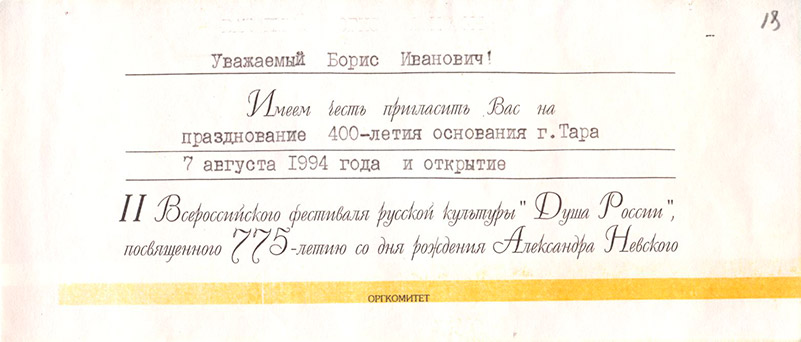 13
Уважаемый Борис Иванович!
Имеем честь пригласить Вас на
празднование 400-летия основания г.Тара
7 августа 1994 года и открытие
II Всероссийского фестиваля русской культуры "Душа России",
посвященного 775-летию со дня рождения Александра Невского
ОРГКОМИТЕТ